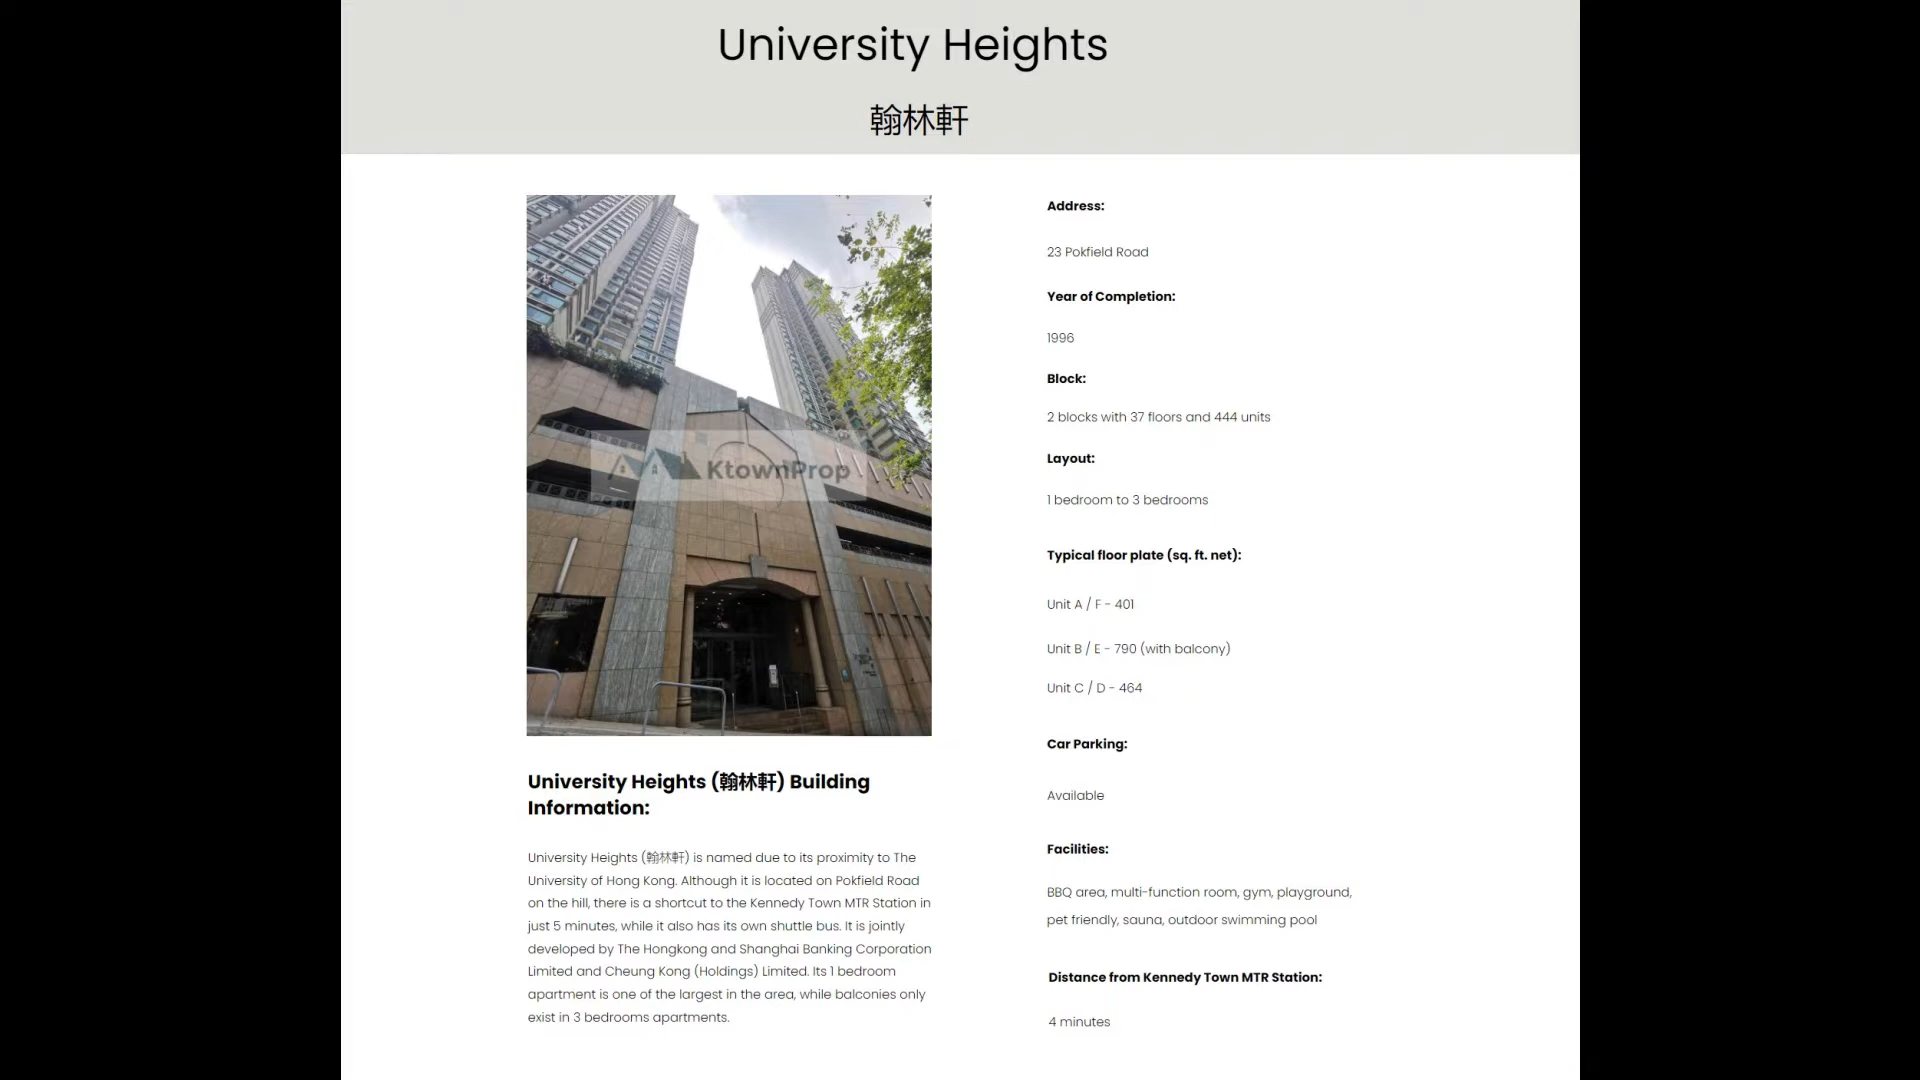 University Heights
翰林軒
KtownProp
University Heights (翰林軒) Building
Information:
University Heights (翰林軒) is named due to its proximity to The
University of Hong Kong. Although it is located on Pokfield Road
on the hill, there is a shortcut to the Kennedy Town MTR Station in
just 5 minutes, while it also has its own shuttle bus. It is jointly
developed by The Hongkong and Shanghai Banking Corporation
Limited and Cheung Kong (Holdings) Limited. Its 1 bedroom
apartment is one of the largest in the area, while balconies only
exist in 3 bedrooms apartments.
Address:
23 Pokfield Road
Year of Completion:
1996
Block:
2 blocks with 37 floors and 444 units
Layout:
1 bedroom to 3 bedrooms
Typical floor plate (sq. ft. net):
Unit A / F - 401
Unit B / E - 790 (with balcony)
Unit C / D - 464
Car Parking:
Available
Facilities:
BBQ area, multi-function room, gym, playground,
pet friendly, sauna, outdoor swimming pool
Distance from Kennedy Town MTR Station:
4 minutes